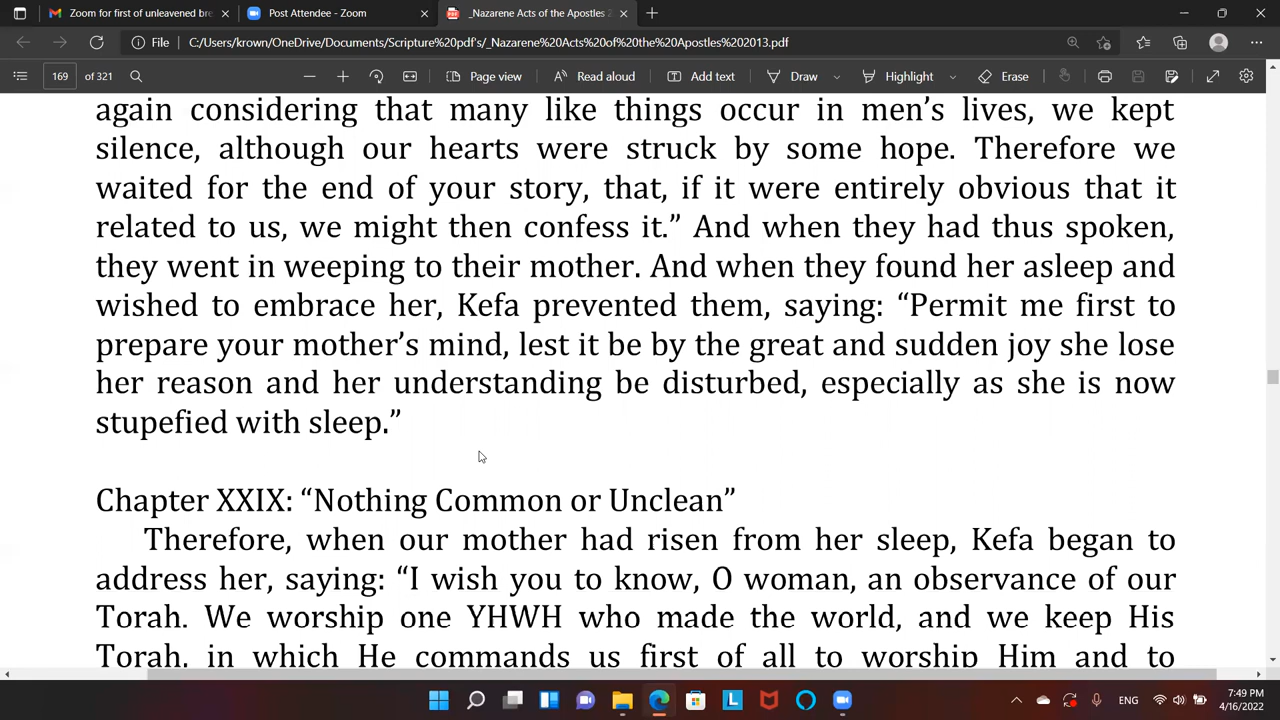 Zoom for first of unleavened bre
Post Attendee - Zoom
_Nazarene Acts of the Apostles 2
File
C:/Users/krown/OneDrive/Documents/Scripture%20pdf's/_Nazarene%20Acts%20of%20the%20Apostles%202013.pdf
169 of 321
Page view
Read aloud
Add text
Draw
Highlight
Erase
again considering that many like things occur in men’s lives, we kept
silence, although our hearts were struck by some hope. Therefore we
waited for the end of your story, that, if it were entirely obvious that it
related to us, we might then confess it.” And when they had thus spoken,
they went in weeping to their mother. And when they found her asleep and
wished to embrace her, Kefa prevented them, saying: “Permit me first to
prepare your mother’s mind, lest it be by the great and sudden joy she lose
her reason and her understanding be disturbed, especially as she is now
stupefied with sleep.”
Chapter XXIX: “Nothing Common or Unclean”
Therefore, when our mother had risen from her sleep, Kefa began to
address her, saying: “I wish you to know, O woman, an observance of our
Torah. We worship one YHWH who made the world, and we keep His
Torah, in which He commands us first of all to worship Him and to
ENG
7:49 PM
4/16/2022